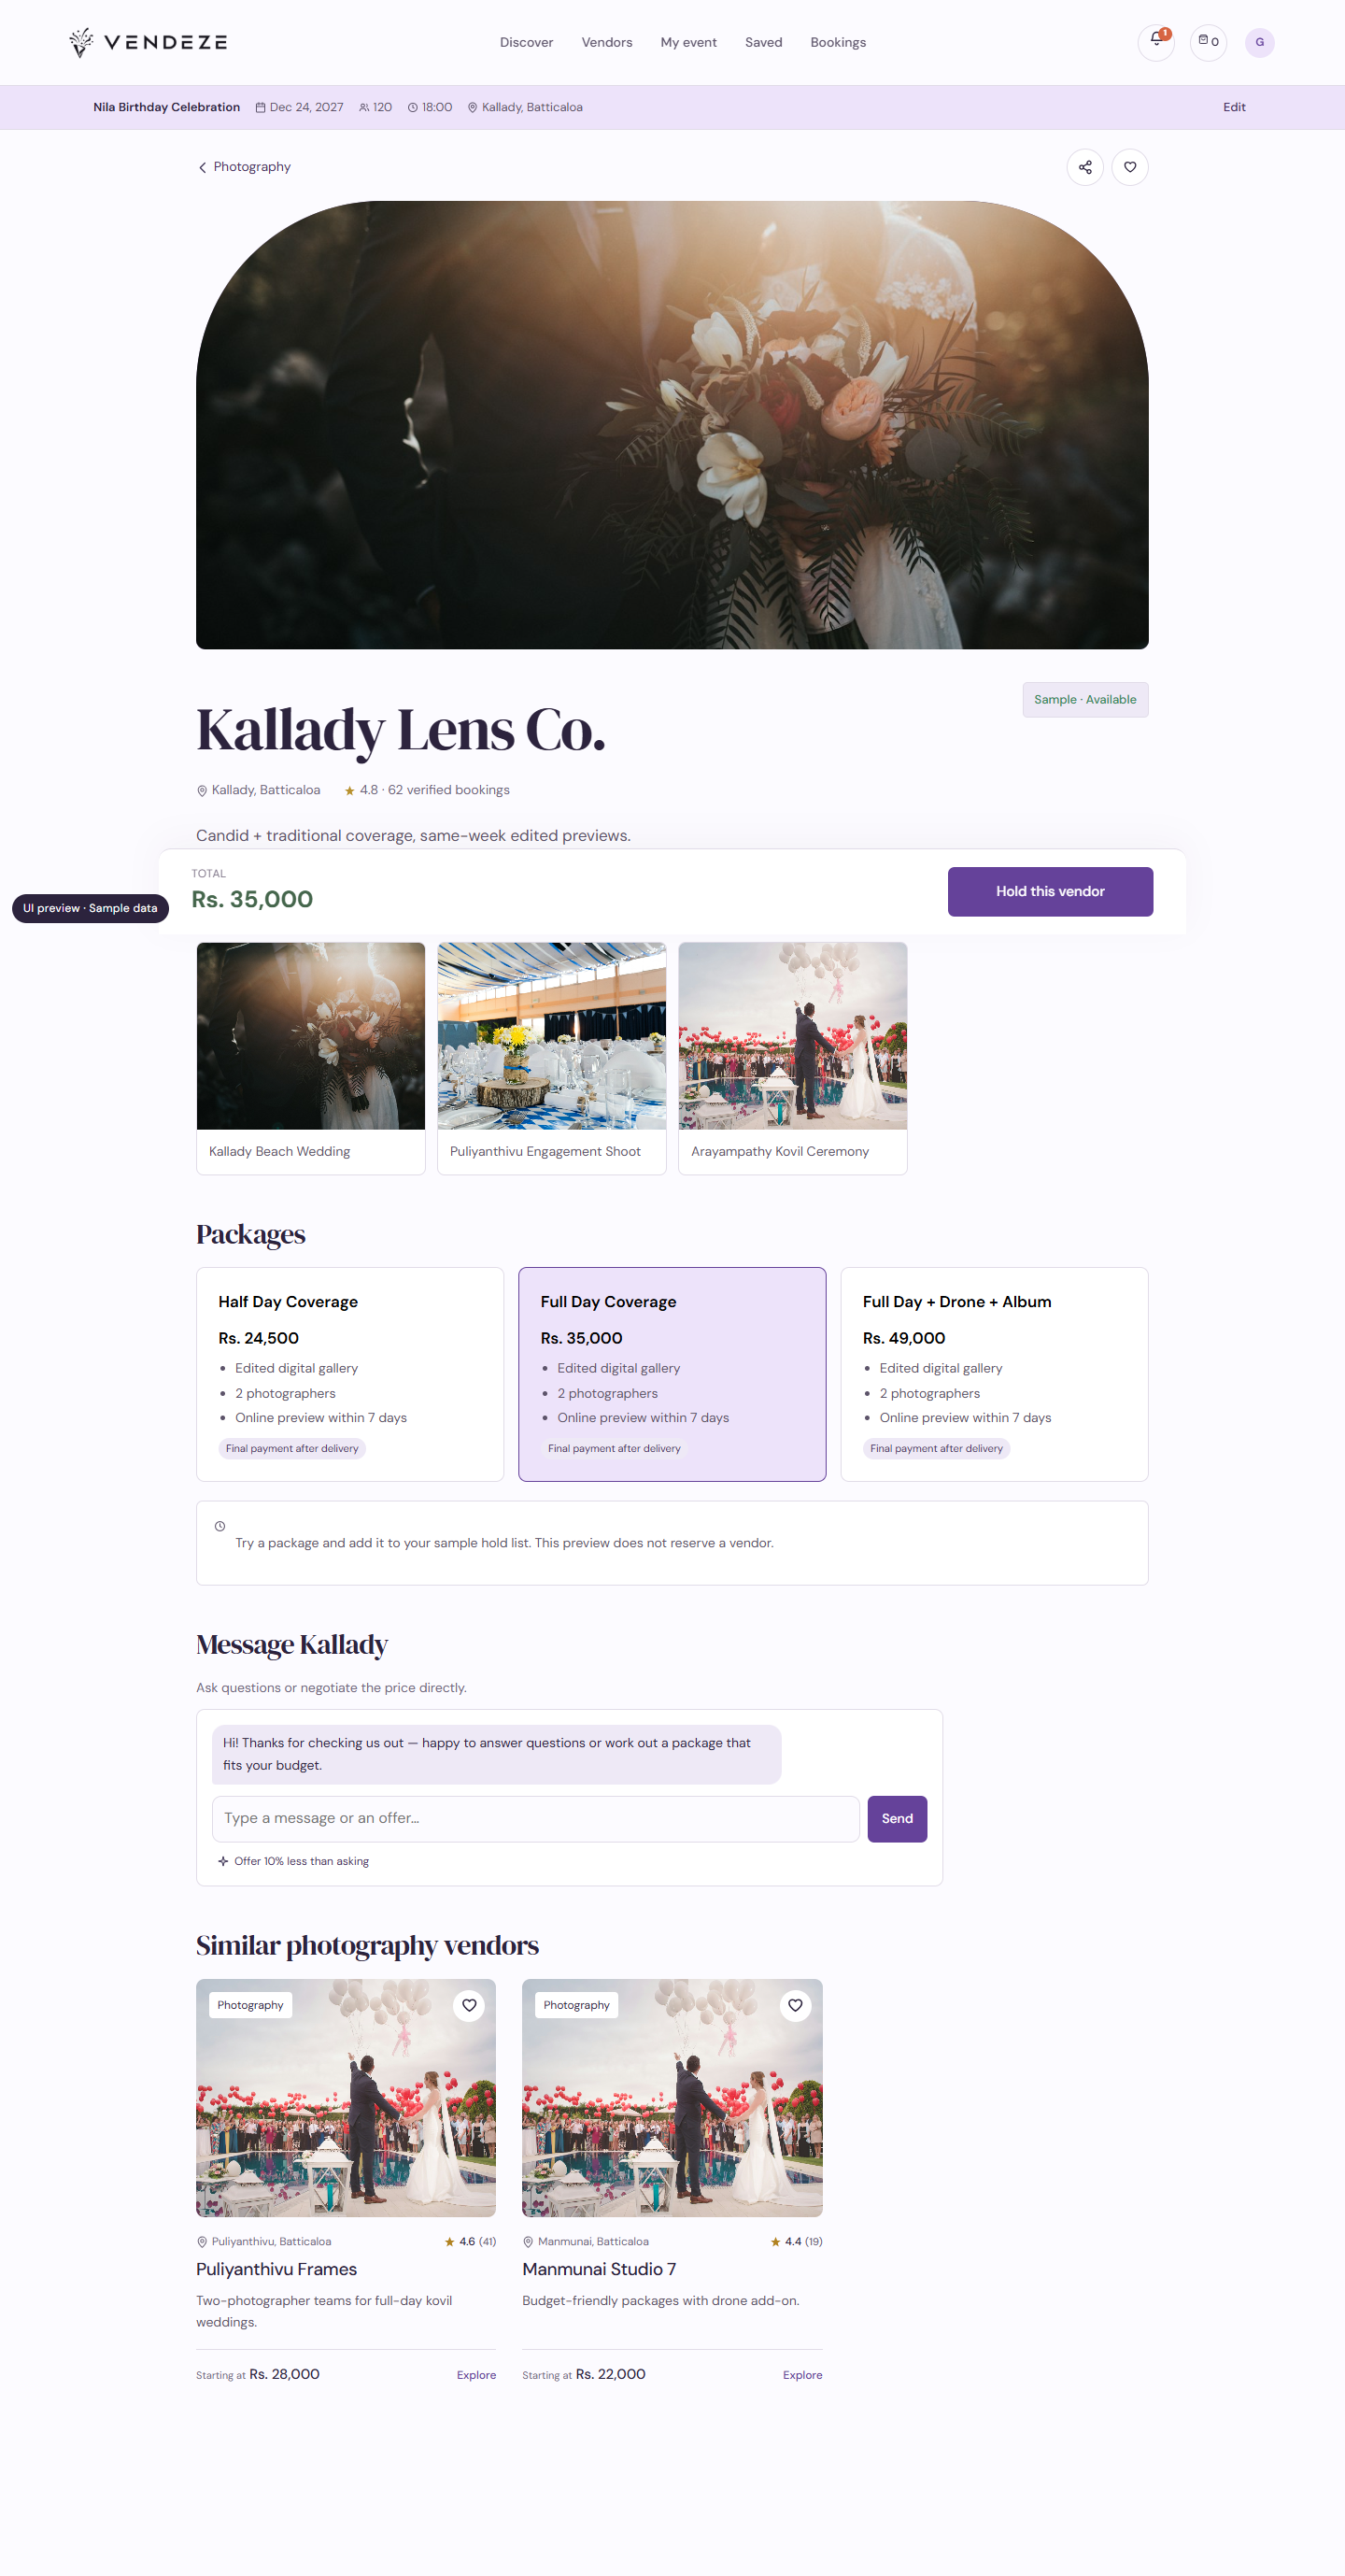 VENDEZE
Discover Vendors My event Saved Bookings
1
0
G
Nila Birthday Celebration Dec 24, 2027 120 18:00 Kallady, Batticaloa Edit
Photography
Kallady Lens Co.
Sample · Available
Kallady, Batticaloa 4.8 · 62 verified bookings
Candid + traditional coverage, same-week edited previews.
TOTAL
Rs. 35,000
Hold this vendor
UI preview · Sample data
Kallady Beach Wedding
Puliyanthivu Engagement Shoot
Arayampathy Kovil Ceremony
Packages
Half Day Coverage
Rs. 24,500
• Edited digital gallery
• 2 photographers
• Online preview within 7 days
Final payment after delivery
Full Day Coverage
Rs. 35,000
• Edited digital gallery
• 2 photographers
• Online preview within 7 days
Final payment after delivery
Full Day + Drone + Album
Rs. 49,000
• Edited digital gallery
• 2 photographers
• Online preview within 7 days
Final payment after delivery
Try a package and add it to your sample hold list. This preview does not reserve a vendor.
Message Kallady
Ask questions or negotiate the price directly.
Hi! Thanks for checking us out — happy to answer questions or work out a package that
fits your budget.
Type a message or an offer...
Send
Offer 10% less than asking
Similar photography vendors
Photography
Puliyanthivu, Batticaloa 4.6 (41)
Puliyanthivu Frames
Two-photographer teams for full-day kovil
weddings.
Starting at Rs. 28,000 Explore
Photography
Manmunai, Batticaloa 4.4 (19)
Manmunai Studio 7
Budget-friendly packages with drone add-on.
Starting at Rs. 22,000 Explore